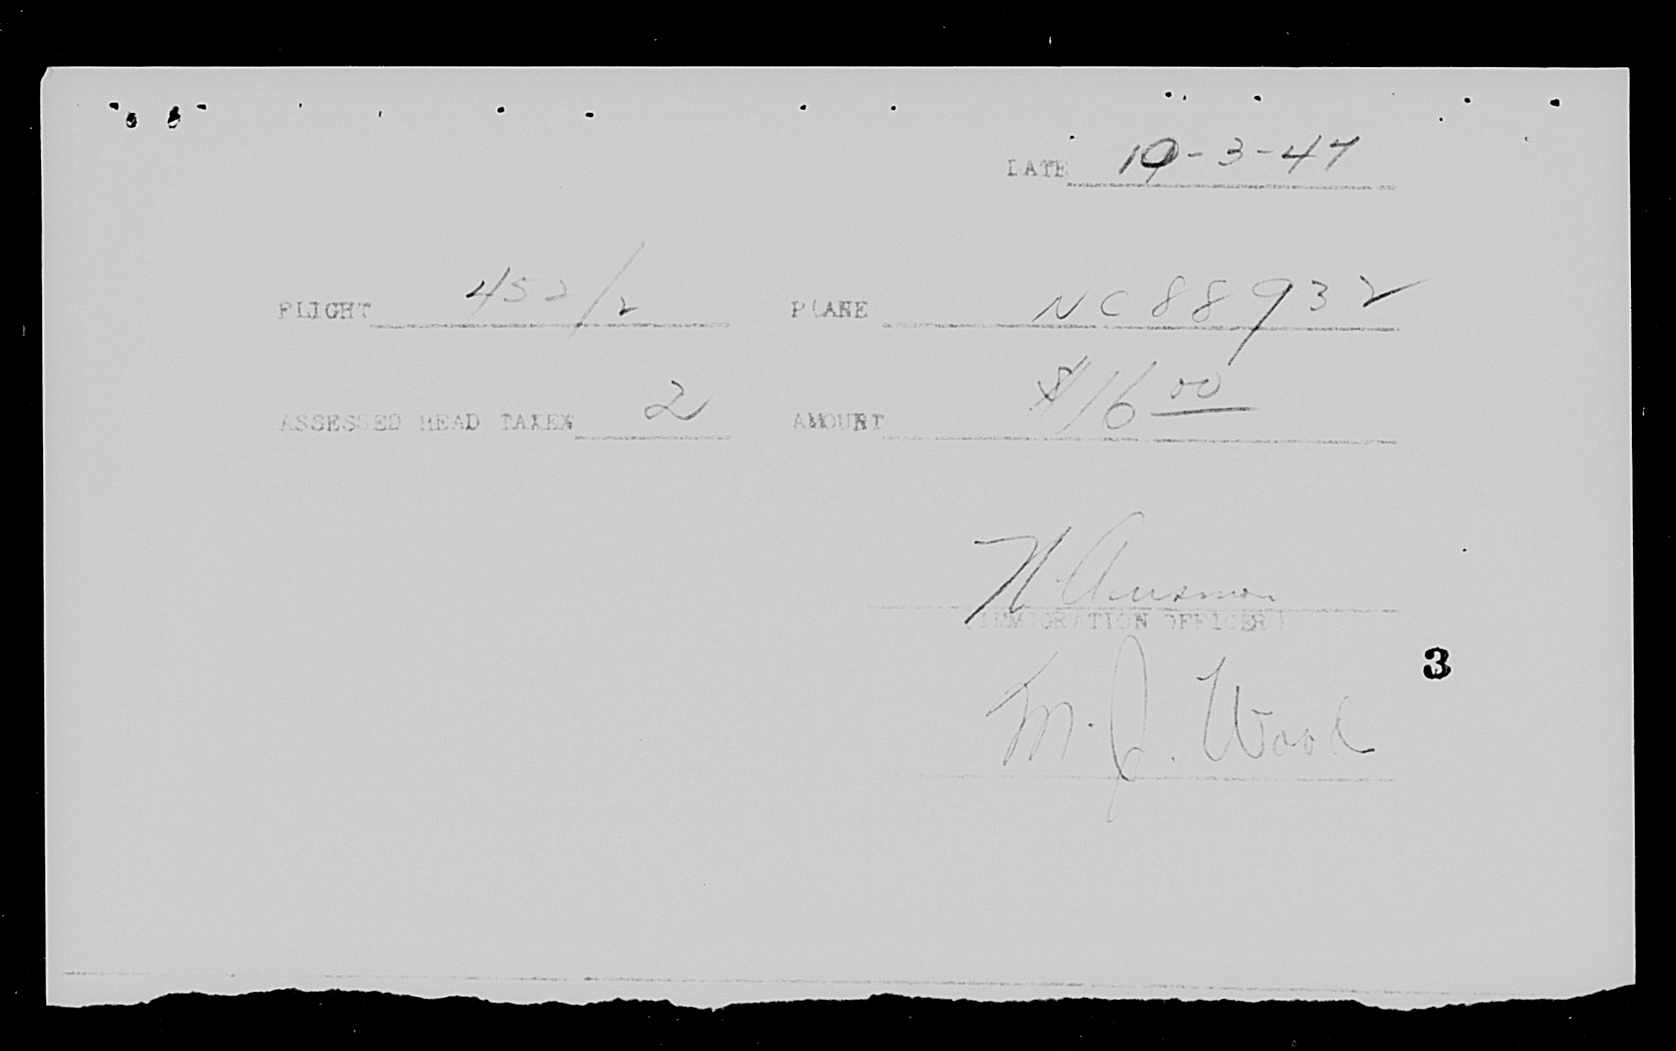 DATE 10-3-47
FLIGHT 452/2 PLANE NC88932
ASSESSED HEAD TAXES 2 AMOUNT $16 00
(IMMIGRATION OFFICER)
3
M. J. Wood